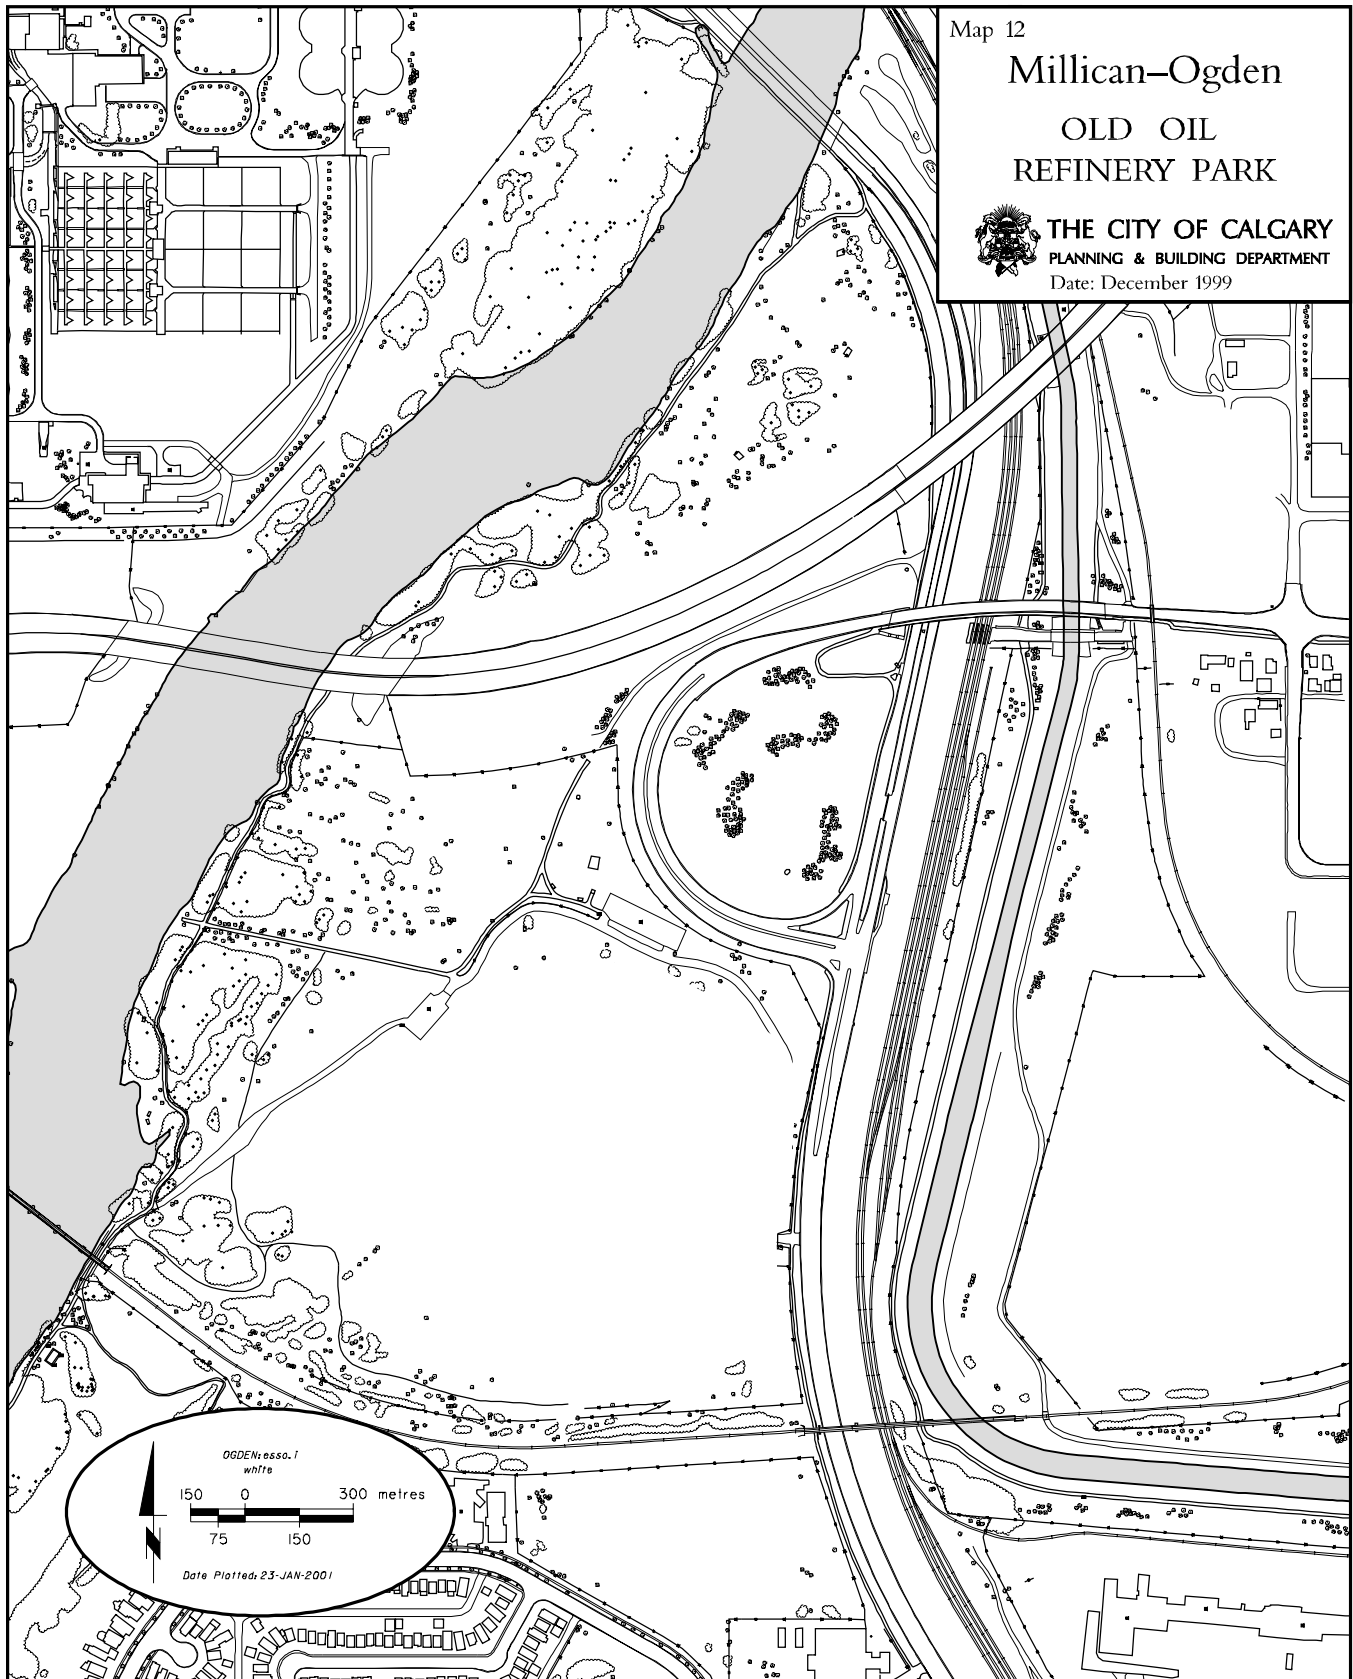 Map 12
Millican–Ogden
OLD OIL
REFINERY PARK
THE CITY OF CALGARY
PLANNING & BUILDING DEPARTMENT
Date: December 1999
OGDEN:esso.i
white
150 0 300 metres
75 150
Date Plotted: 23-JAN-2001